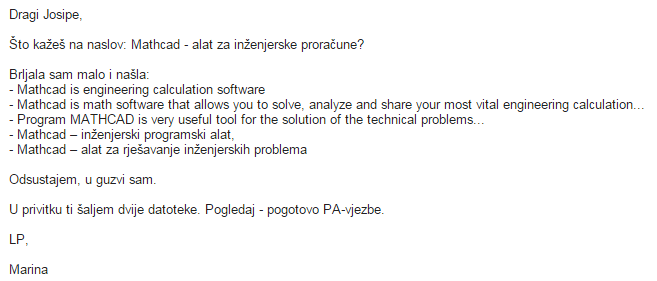 Dragi Josipe,
Što kažeš na naslov: Mathcad - alat za inženjerske proračune?
Brljala sam malo i našla:
- Mathcad is engineering calculation software
- Mathcad is math software that allows you to solve, analyze and share your most vital engineering calculation...
- Program MATHCAD is very useful tool for the solution of the technical problems...
- Mathcad – inženjerski programski alat,
- Mathcad – alat za rješavanje inženjerskih problema
Odsustajem, u guzvi sam.
U privitku ti šaljem dvije datoteke. Pogledaj - pogotovo PA-vjezbe.
LP,
Marina